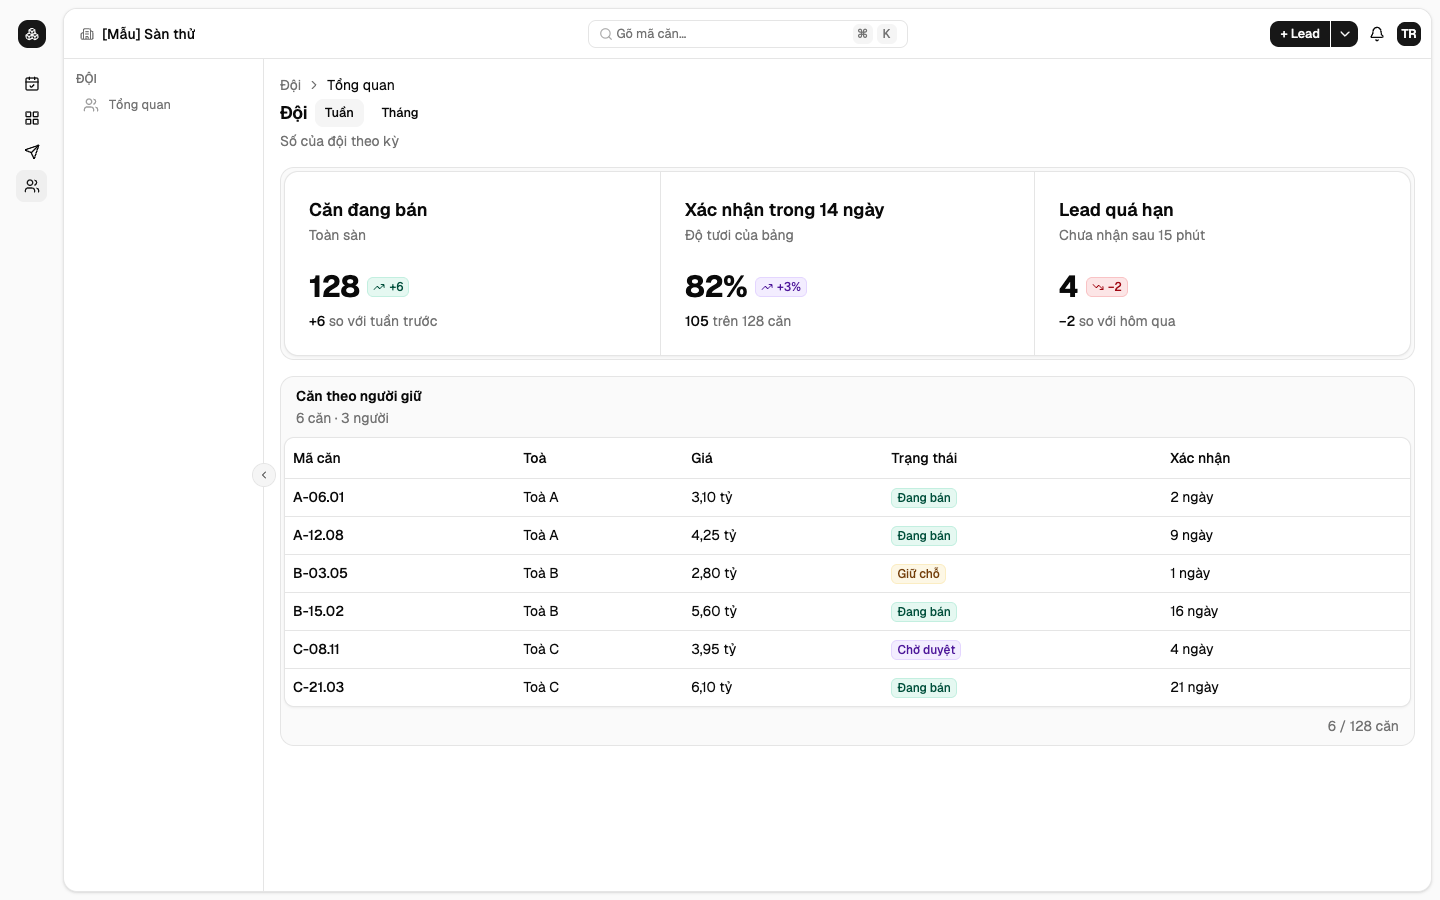 [Mẫu] Sàn thử
Gõ mã căn...
⌘ K
+ Lead
TR
ĐỘI
Tổng quan
Đội > Tổng quan
Đội Tuần Tháng
Số của đội theo kỳ
Căn đang bán
Toàn sàn
128 +6
+6 so với tuần trước
Xác nhận trong 14 ngày
Độ tươi của bảng
82% +3%
105 trên 128 căn
Lead quá hạn
Chưa nhận sau 15 phút
4 −2
−2 so với hôm qua
Căn theo người giữ
6 căn · 3 người
Mã căn Toà Giá Trạng thái Xác nhận
A-06.01 Toà A 3,10 tỷ Đang bán 2 ngày
A-12.08 Toà A 4,25 tỷ Đang bán 9 ngày
B-03.05 Toà B 2,80 tỷ Giữ chỗ 1 ngày
B-15.02 Toà B 5,60 tỷ Đang bán 16 ngày
C-08.11 Toà C 3,95 tỷ Chờ duyệt 4 ngày
C-21.03 Toà C 6,10 tỷ Đang bán 21 ngày
6 / 128 căn